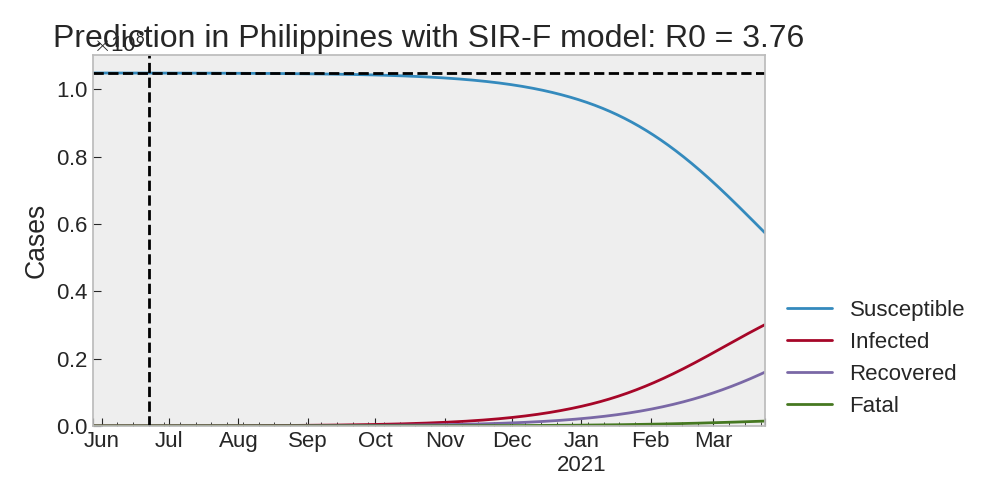 Prediction in Philippines with SIR-F model: R0 = 3.76
×10⁸
Cases
1.0
0.8
0.6
0.4
0.2
0.0
Jun Jul Aug Sep Oct Nov Dec Jan Feb Mar
2021
Susceptible
Infected
Recovered
Fatal